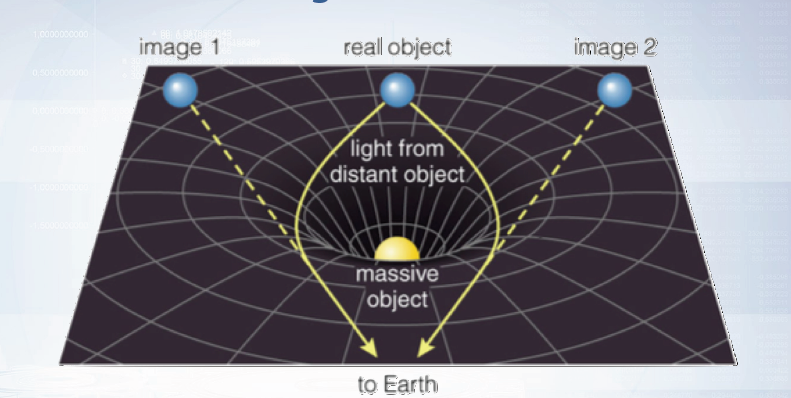 image 1
real object
image 2
light from
distant object
massive
object
to Earth